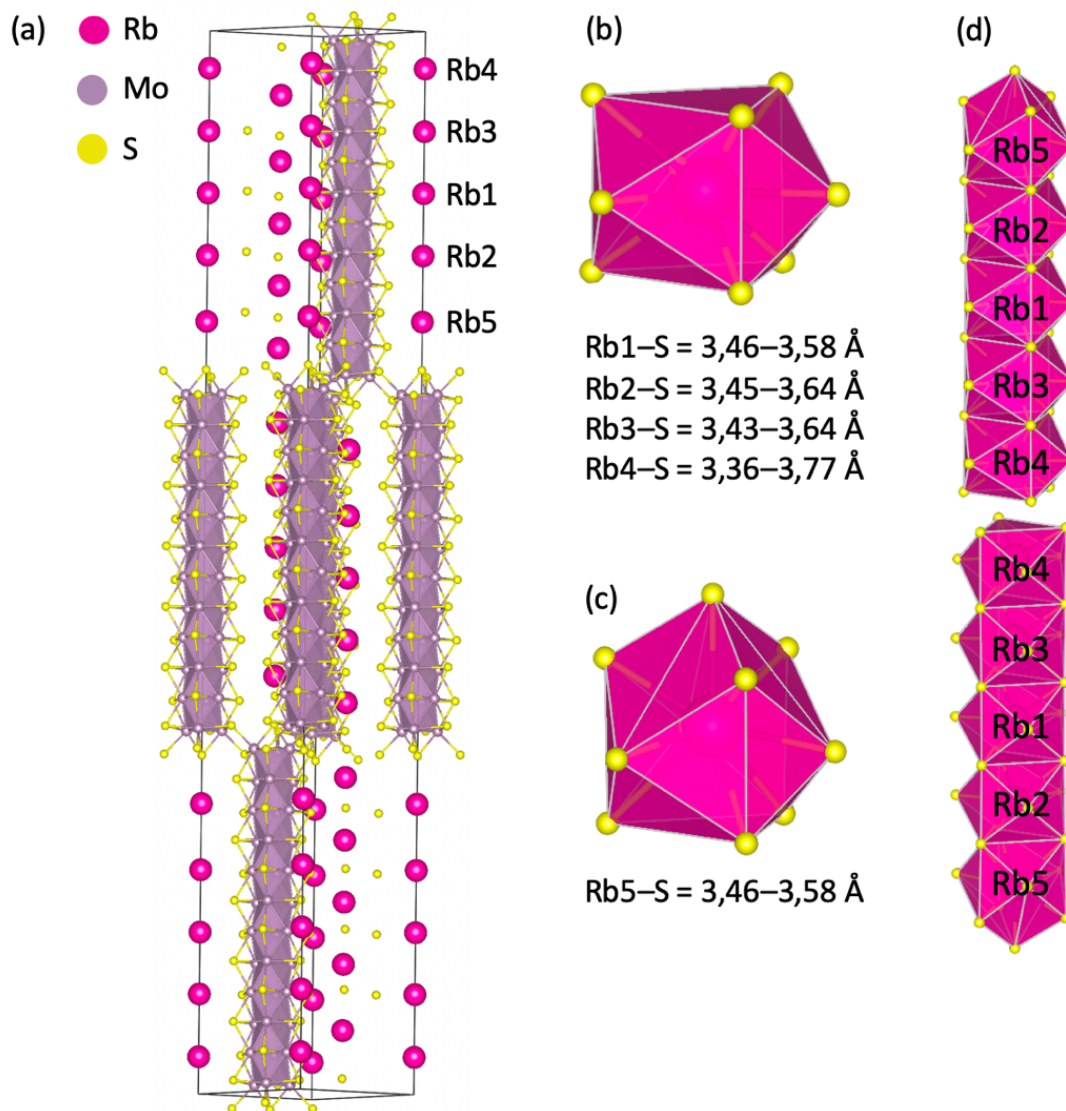 (a)
Rb
Mo
S
Rb4
Rb3
Rb1
Rb2
Rb5
(b)
Rb1–S = 3,46–3,58 Å
Rb2–S = 3,45–3,64 Å
Rb3–S = 3,43–3,64 Å
Rb4–S = 3,36–3,77 Å
(c)
Rb5–S = 3,46–3,58 Å
(d)
Rb5
Rb2
Rb1
Rb3
Rb4
Rb4
Rb3
Rb1
Rb2
Rb5